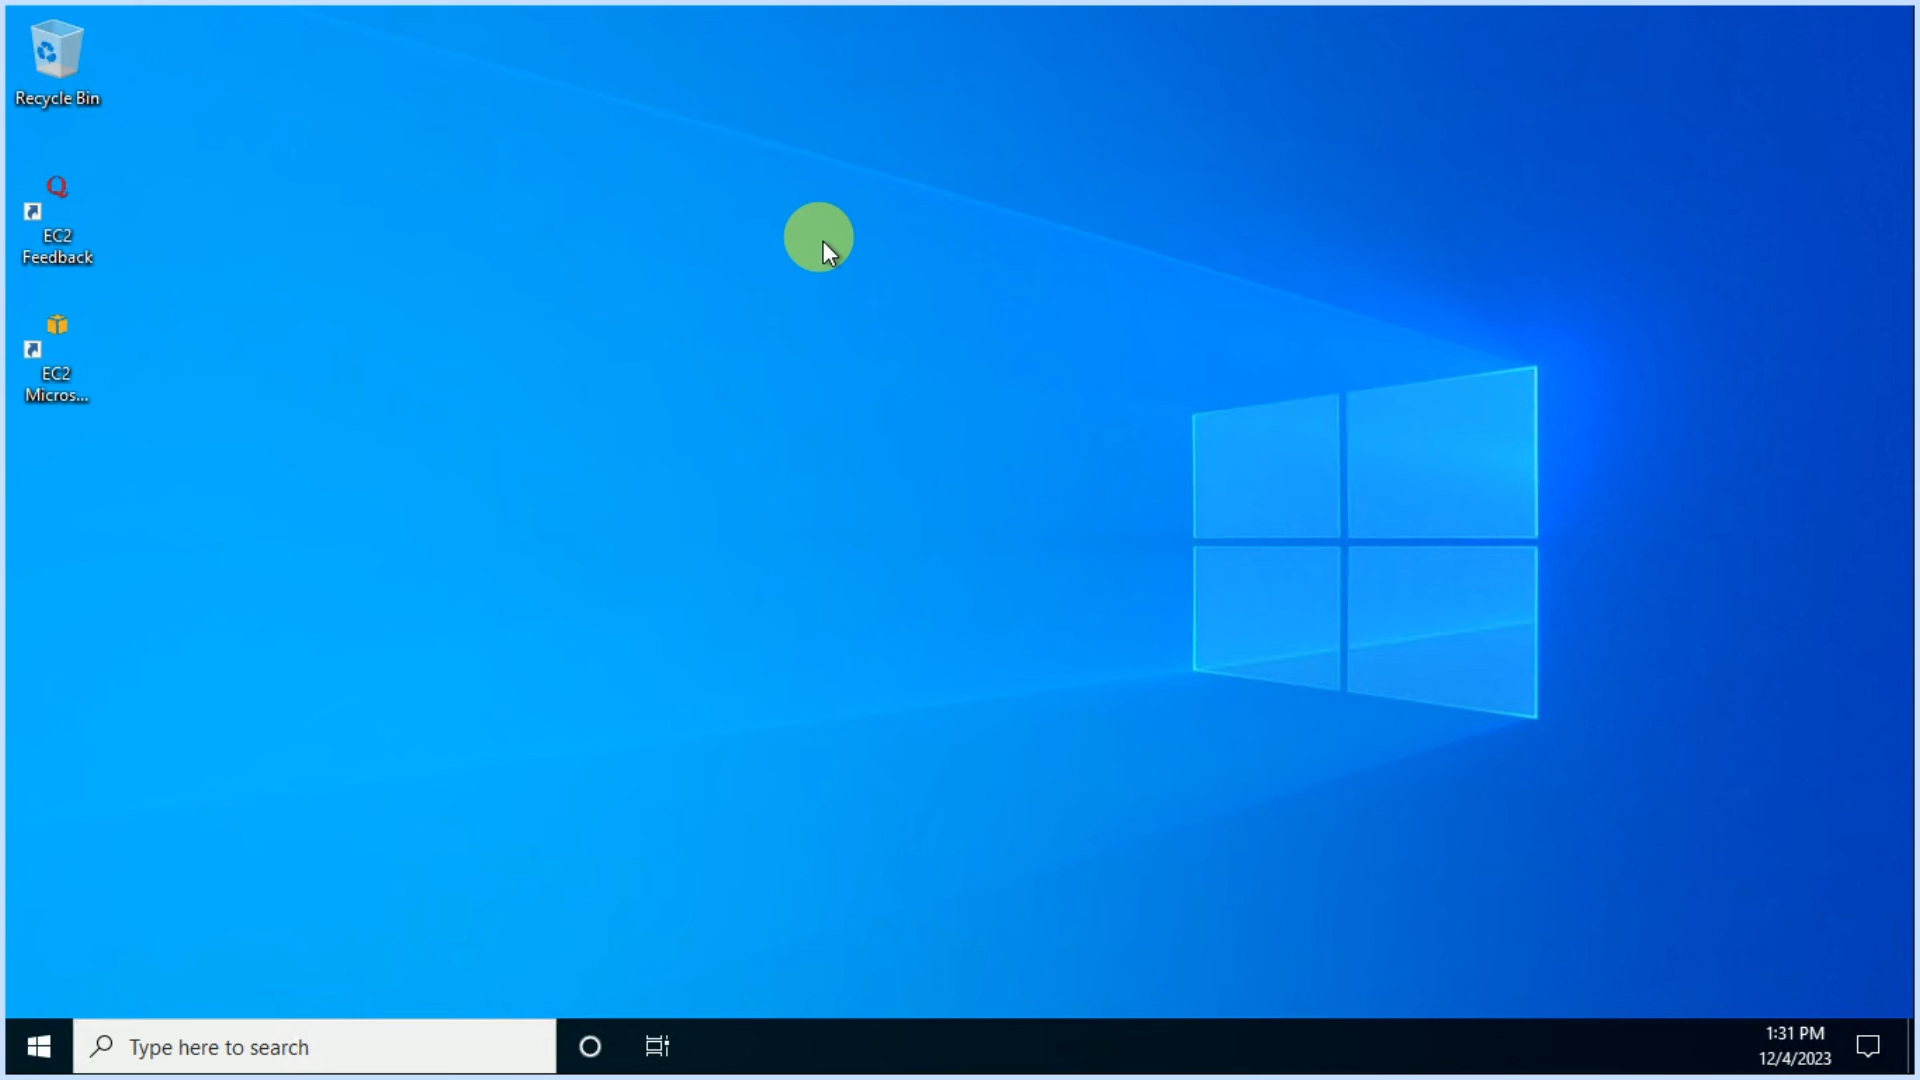 Recycle Bin
EC2
Feedback
EC2
Micros...
Type here to search
1:31 PM
12/4/2023